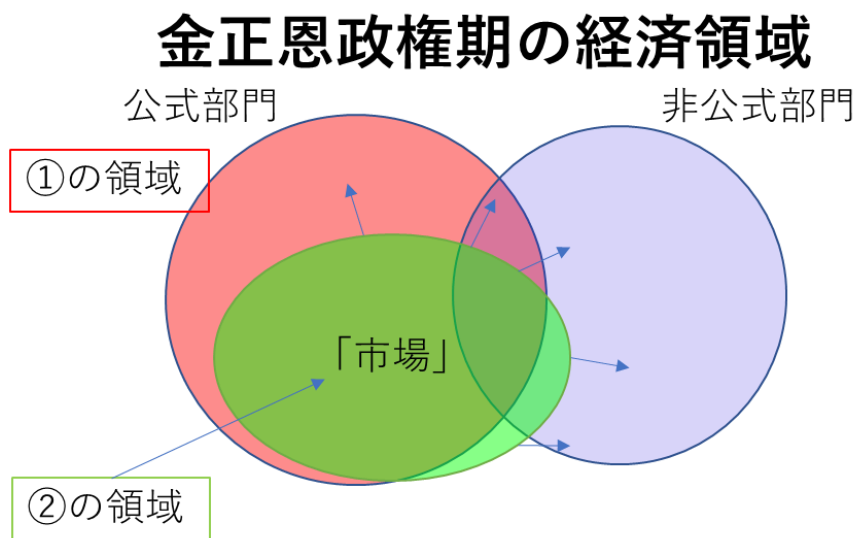 金正恩政権期の経済領域
公式部門
非公式部門
①の領域
「市場」
②の領域